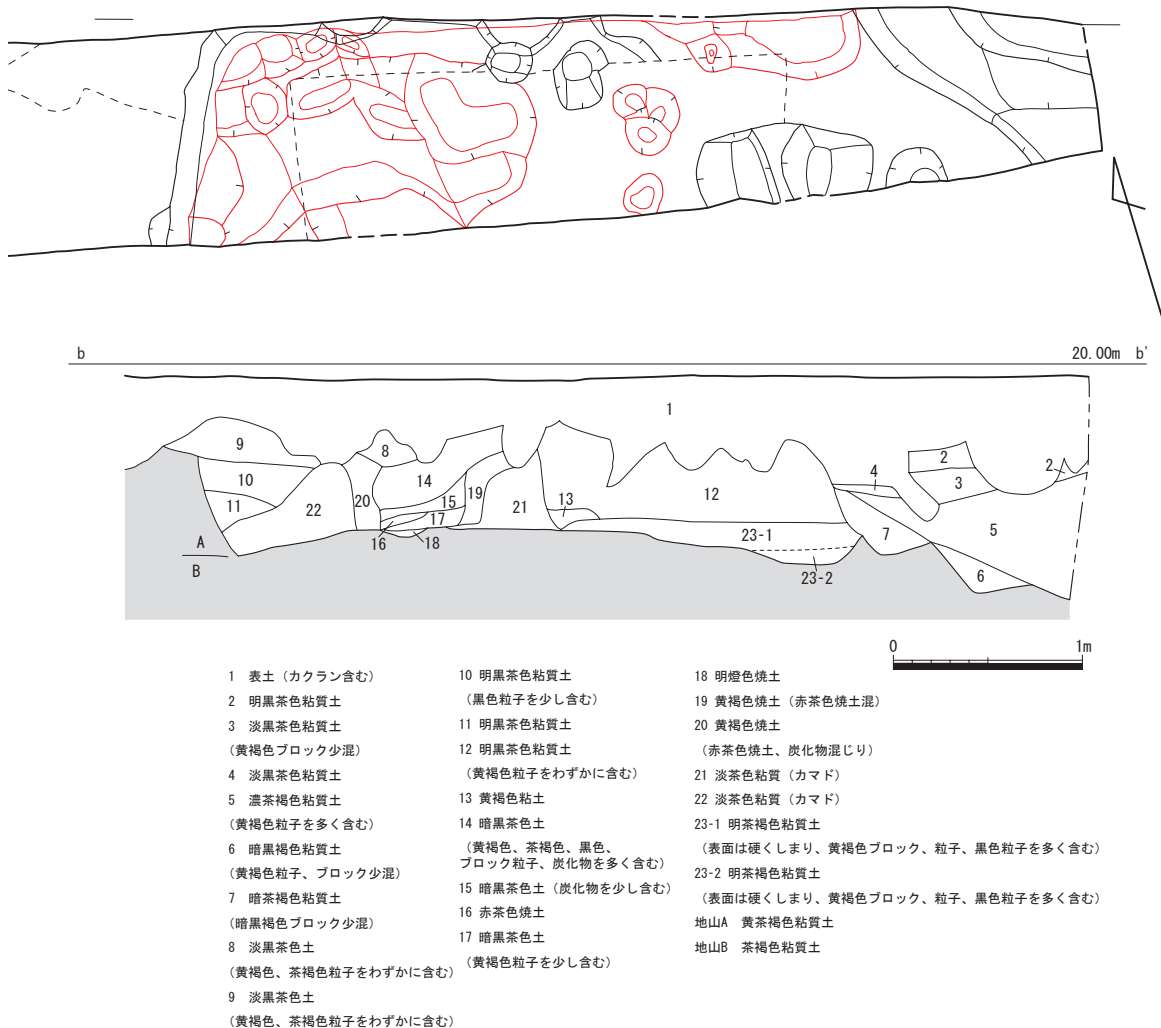 b
20.00m b'
1
2
2
3
4
5
6
7
8
9
10
11
12
13
14
15
16
17
18
19
20
21
22
23-1
23-2
A
B
0 1m
1 表土（カクラン含む）
2 明黒茶色粘質土
3 淡黒茶色粘質土
(黄褐色ブロック少混)
4 淡黒茶色粘質土
5 濃茶褐色粘質土
(黄褐色粒子を多く含む)
6 暗黒褐色粘質土
(黄褐色粒子、ブロック少混)
7 暗茶褐色粘質土
(暗黒褐色ブロック少混)
8 淡黒茶色土
(黄褐色、茶褐色粒子をわずかに含む)
9 淡黒茶色土
(黄褐色、茶褐色粒子をわずかに含む)
10 明黒茶色粘質土
(黒色粒子を少し含む)
11 明黒茶色粘質土
12 明黒茶色粘質土
(黄褐色粒子をわずかに含む)
13 黄褐色粘土
14 暗黒茶色土
(黄褐色、茶褐色、黒色、
ブロック粒子、炭化物を多く含む)
15 暗黒茶色土（炭化物を少し含む)
16 赤茶色焼土
17 暗黒茶色土
(黄褐色粒子を少し含む)
18 明燈色焼土
19 黄褐色焼土（赤茶色焼土混）
20 黄褐色焼土
（赤茶色焼土、炭化物混じり）
21 淡茶色粘質（カマド）
22 淡茶色粘質（カマド）
23-1 明茶褐色粘質土
（表面は硬くしまり、黄褐色ブロック、粒子、黒色粒子を多く含む）
23-2 明茶褐色粘質土
（表面は硬くしまり、黄褐色ブロック、粒子、黒色粒子を多く含む）
地山A 黄茶褐色粘質土
地山B 茶褐色粘質土